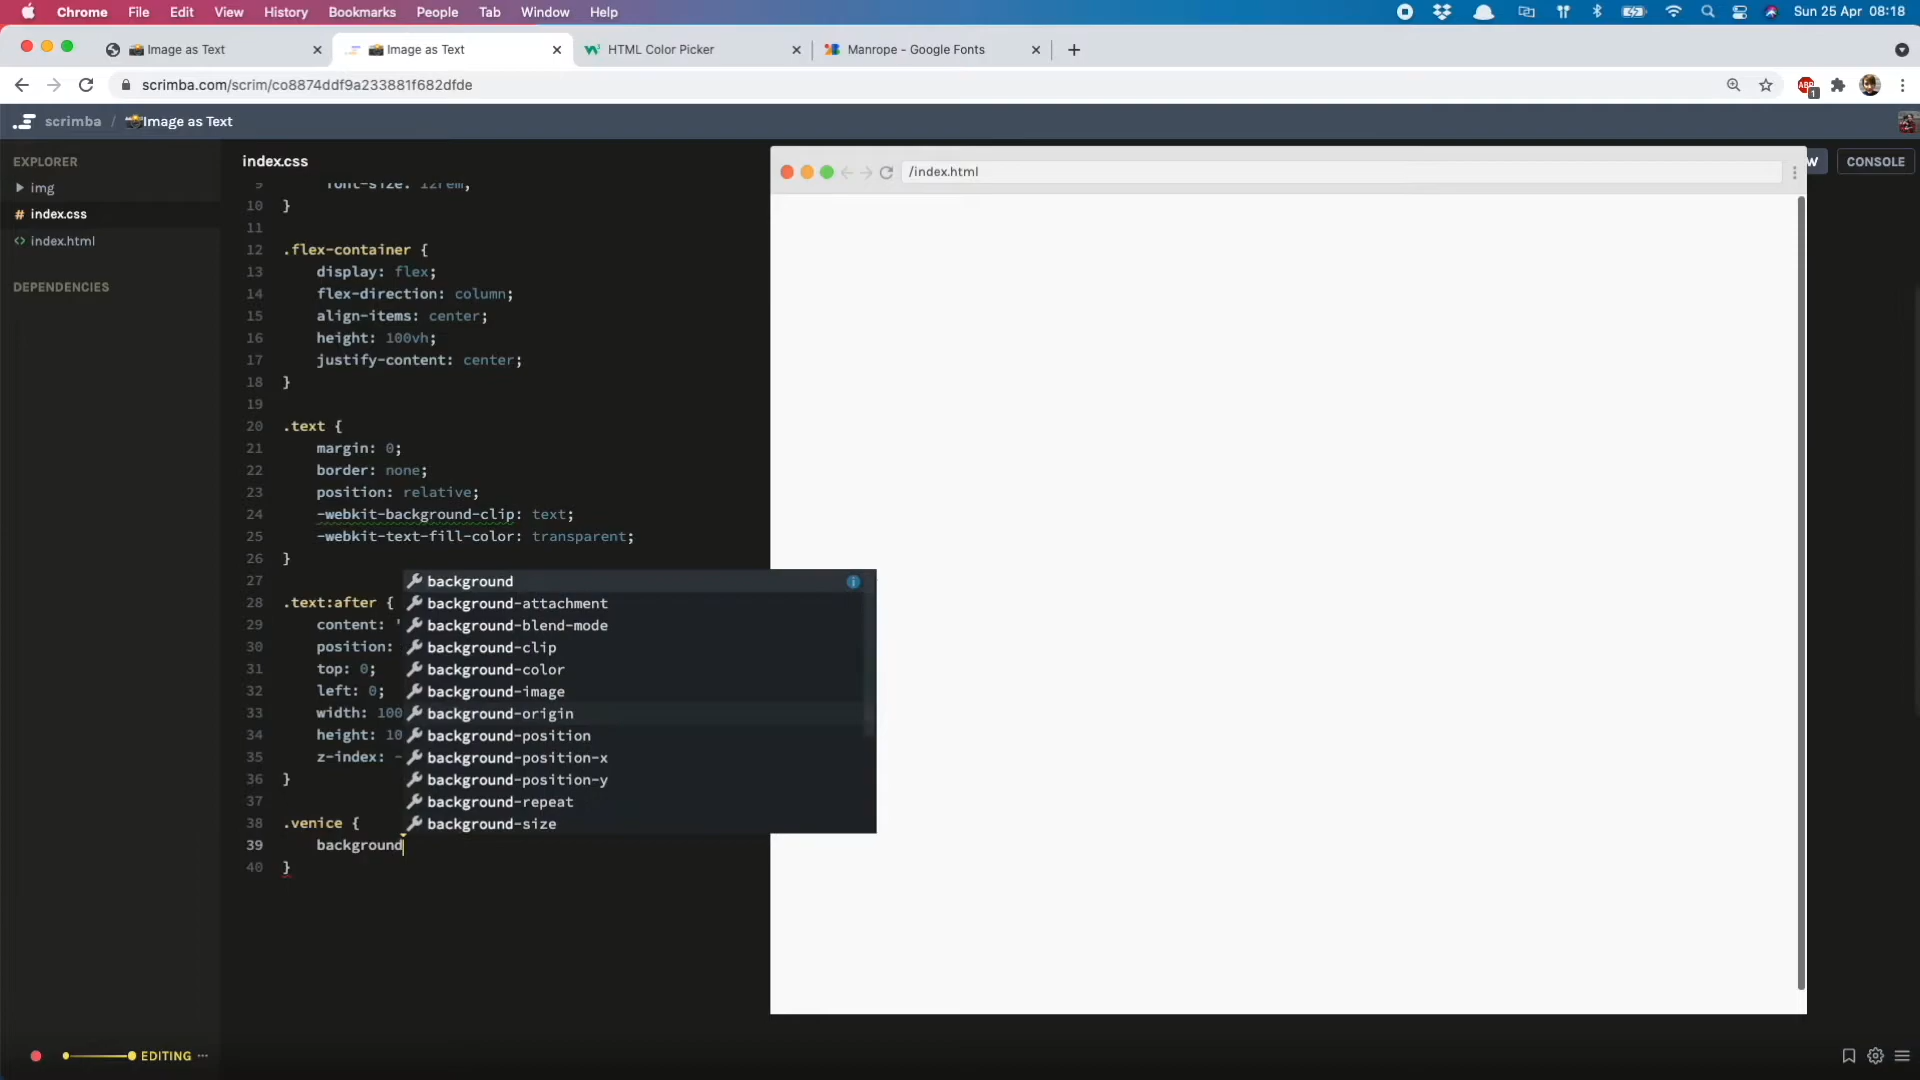 Chrome File Edit View History Bookmarks People Tab Window Help Sun 25 Apr 08:18
Image as Text Image as Text HTML Color Picker Manrope - Google Fonts
scrimba.com/scrim/co8874ddf9a233881f682dfde ABP 1
scrimba / Image as Text
EXPLORER
img
# index.css
<> index.html
DEPENDENCIES
index.css
9 font-size: 12rem;
10 }
11
12 .flex-container {
13 display: flex;
14 flex-direction: column;
15 align-items: center;
16 height: 100vh;
17 justify-content: center;
18 }
19
20 .text {
21 margin: 0;
22 border: none;
23 position: relative;
24 -webkit-background-clip: text;
25 -webkit-text-fill-color: transparent;
26 }
27
28 .text:after {
29 content: '
30 position:
31 top: 0;
32 left: 0;
33 width: 100
34 height: 10
35 z-index: -
36 }
37
38 .venice {
39 background
40 }
background
background-attachment
background-blend-mode
background-clip
background-color
background-image
background-origin
background-position
background-position-x
background-position-y
background-repeat
background-size
/index.html
W CONSOLE
EDITING